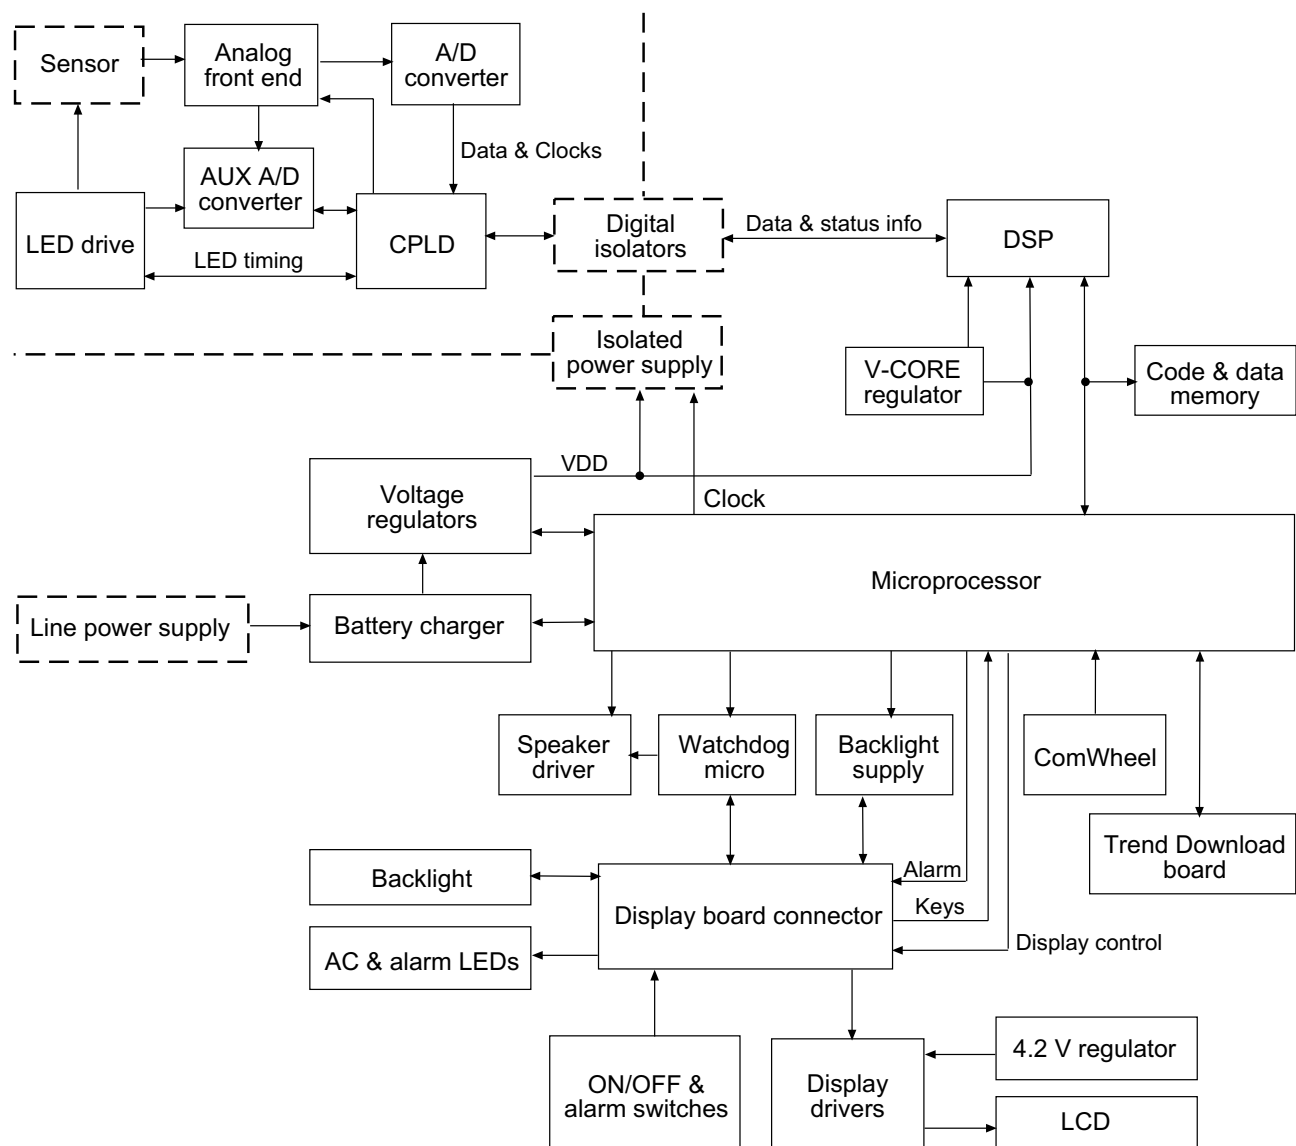 Sensor
Analog
front end
A/D
converter
Data & Clocks
AUX A/D
converter
LED drive
LED timing
CPLD
Digital
isolators
Data & status info
DSP
Isolated
power supply
V-CORE
regulator
Code & data
memory
VDD
Voltage
regulators
Clock
Microprocessor
Line power supply
Battery charger
Speaker
driver
Watchdog
micro
Backlight
supply
ComWheel
Trend Download
board
Backlight
Alarm
Display board connector
Keys
AC & alarm LEDs
Display control
ON/OFF &
alarm switches
Display
drivers
4.2 V regulator
LCD